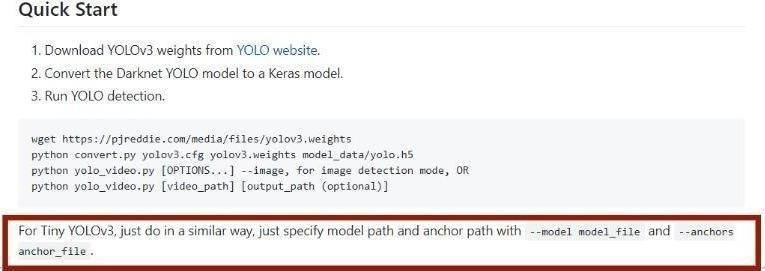 Quick Start
1. Download YOLOv3 weights from YOLO website.
2. Convert the Darknet YOLO model to a Keras model.
3. Run YOLO detection.
wget https://pjreddie.com/media/files/yolov3.weights
python convert.py yolov3.cfg yolov3.weights model_data/yolo.h5
python yolo_video.py [OPTIONS...] --image, for image detection mode, OR
python yolo_video.py [video_path] [output_path (optional)]
For Tiny YOLOv3, just do in a similar way, just specify model path and anchor path with --model model_file and --anchors
anchor_file .